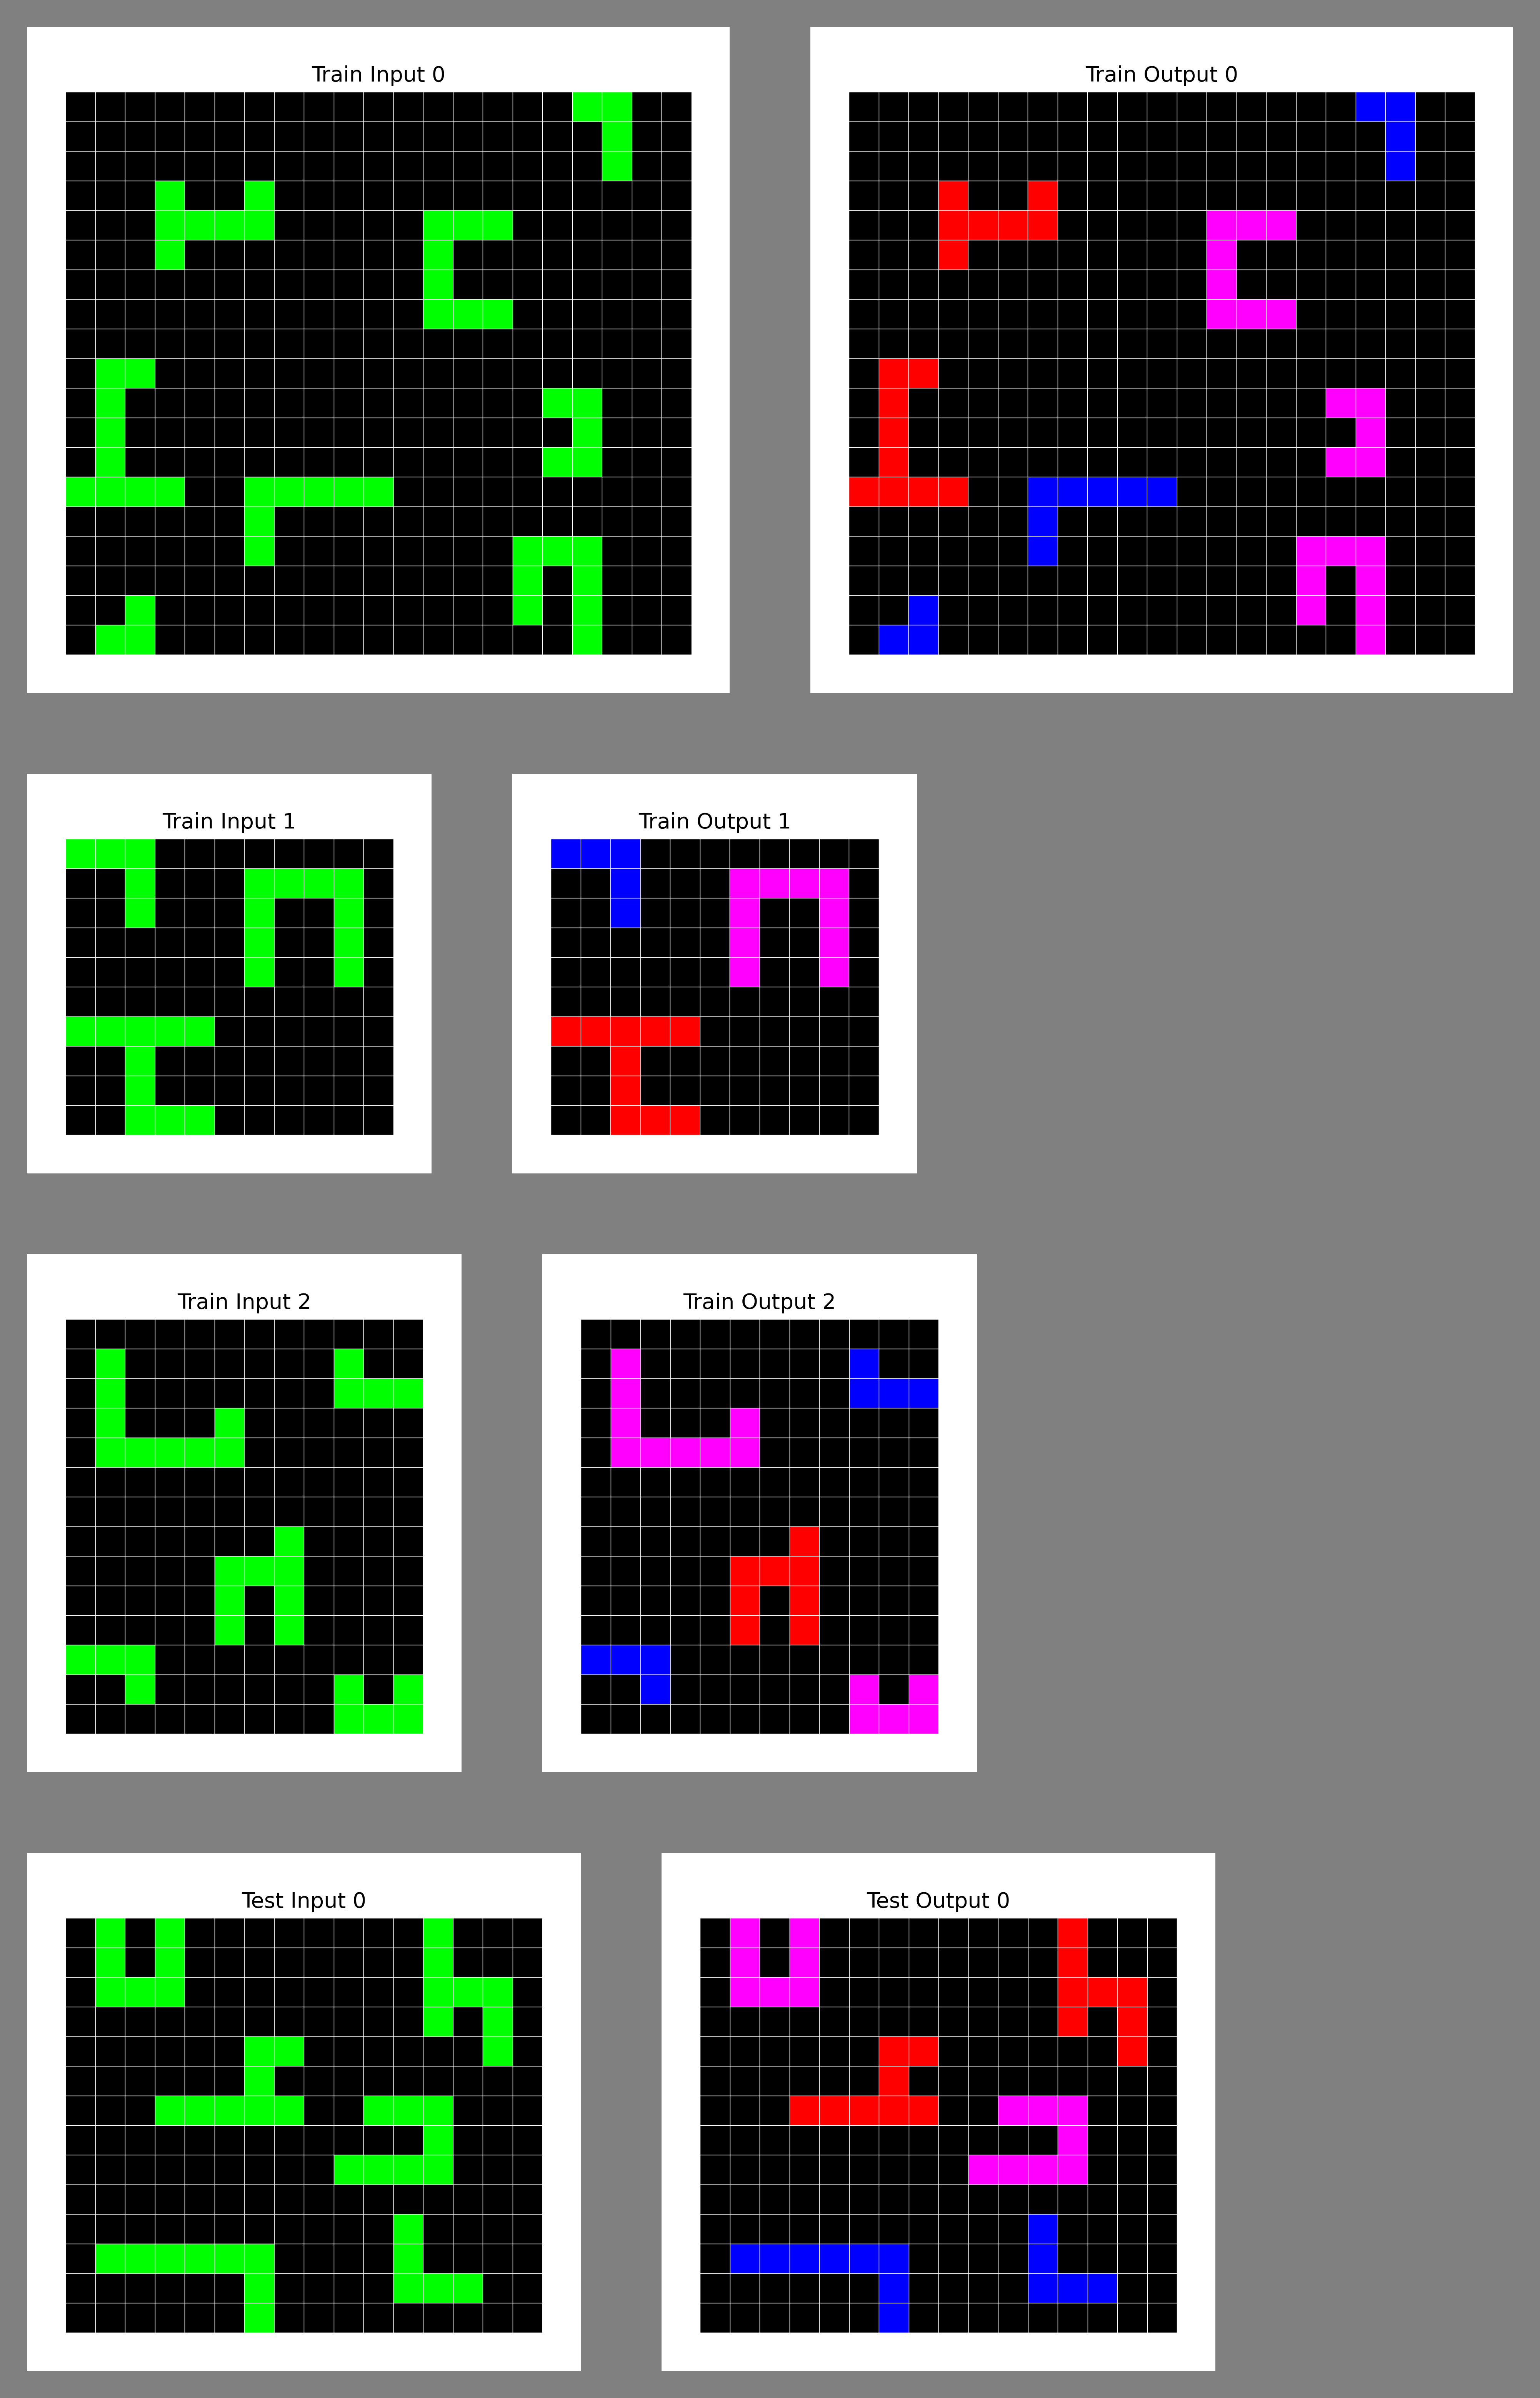 Train Input 0
Train Output 0
Train Input 1
Train Output 1
Train Input 2
Train Output 2
Test Input 0
Test Output 0